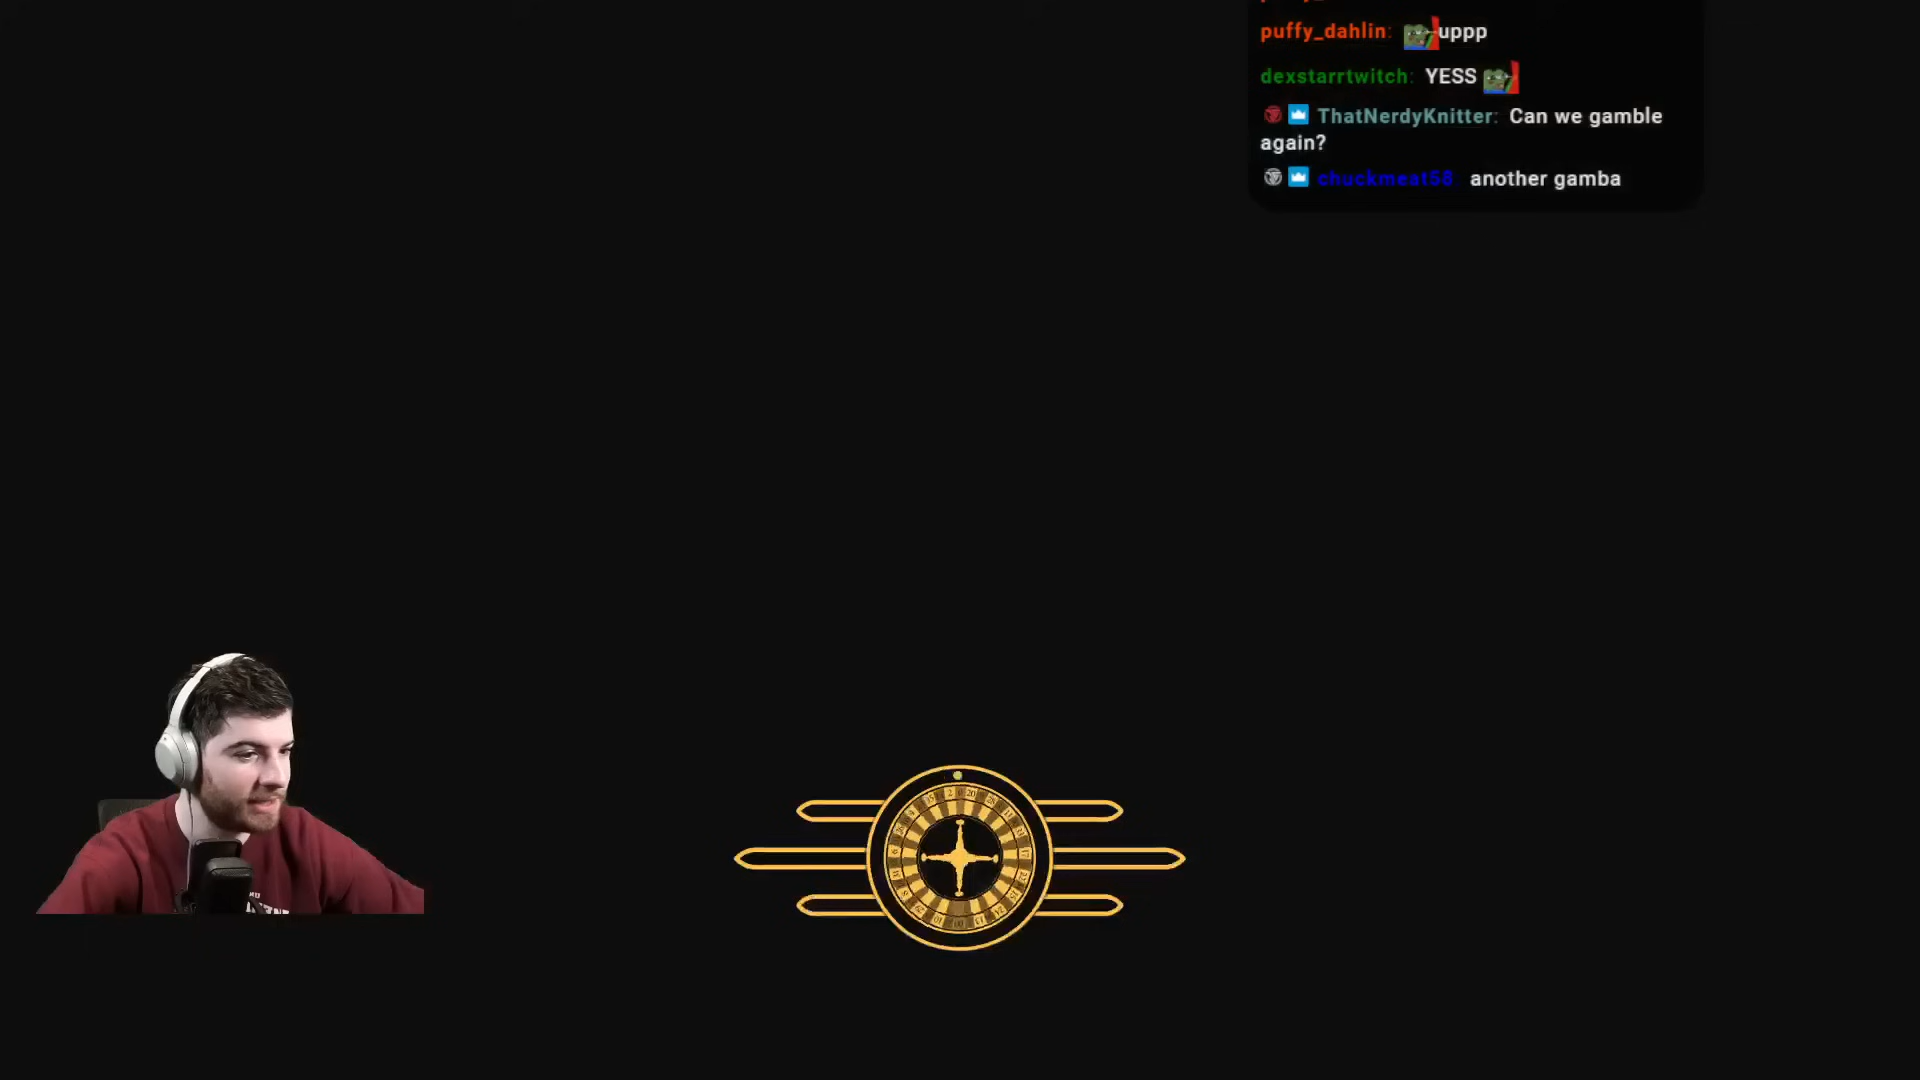 puffy_dahlin: uppp
dexstarrtwitch: YESS
ThatNerdyKnitter: Can we gamble
again?
chuckmeat58: another gamba